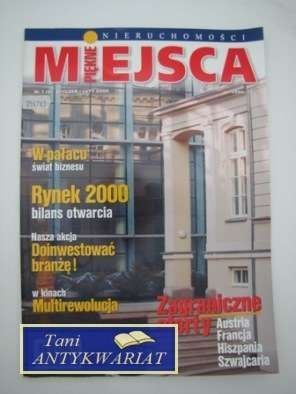 NIERUCHOMOŚCI
PIĘKNE
MIEJSCA
W pałacu
świat biznesu
Rynek 2000
bilans otwarcia
Nasza akcja
Doinwestować
branżę!
w kinach
Multirewolucja
Zagraniczne
oferty
Austria
Francja
Hiszpania
Szwajcaria
Tani
ANTYKWARIAT